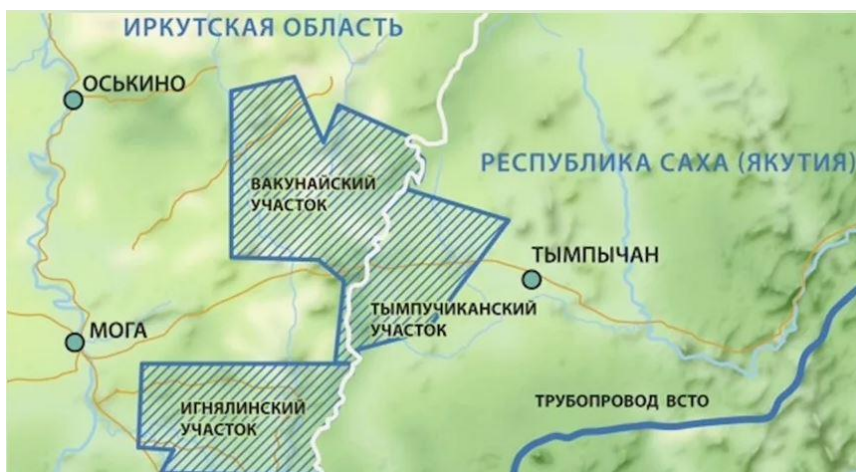 ИРКУТСКАЯ ОБЛАСТЬ
ОСЬКИНО
РЕСПУБЛИКА САХА (ЯКУТИЯ)
ВАКУНАЙСКИЙ
УЧАСТОК
ТЫМПЫЧАН
ТЫМПУЧИКАНСКИЙ
УЧАСТОК
МОГА
ИГНЯЛИНСКИЙ
УЧАСТОК
ТРУБОПРОВОД ВСТО